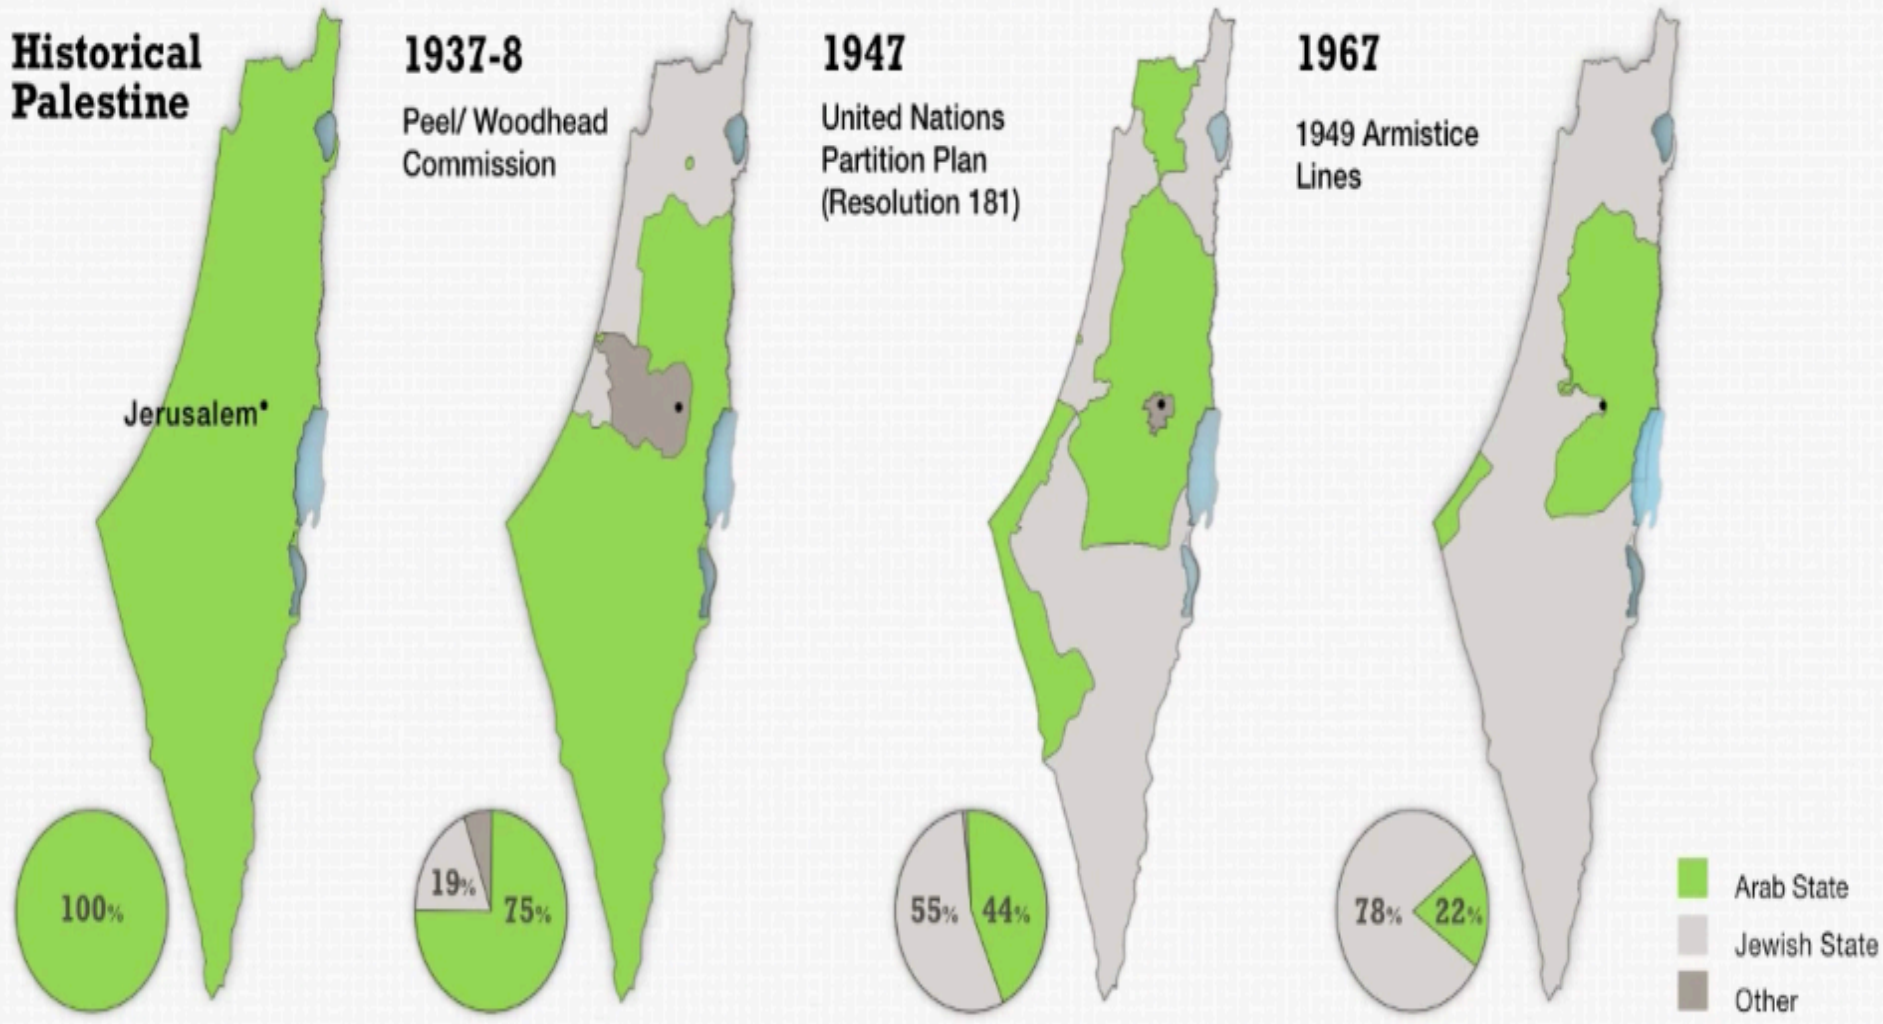 Historical
Palestine
Jerusalem
100%
1937-8
Peel/ Woodhead
Commission
19%
75%
1947
United Nations
Partition Plan
(Resolution 181)
55%
44%
1967
1949 Armistice
Lines
78%
22%
Arab State
Jewish State
Other